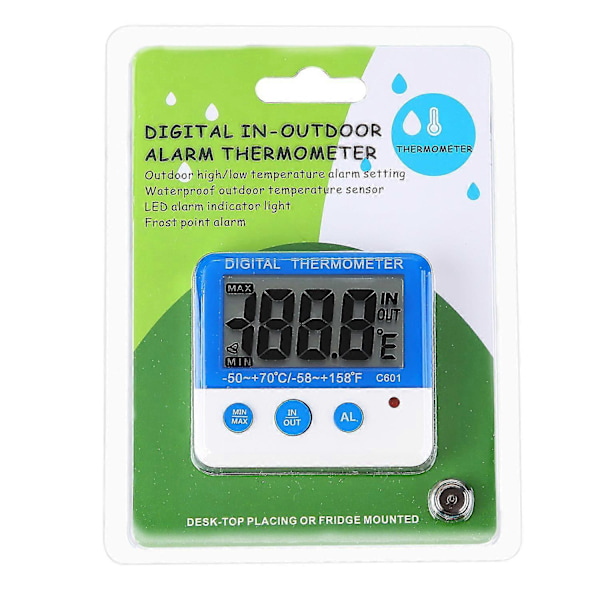 DIGITAL IN-OUTDOOR
ALARM THERMOMETER
THERMOMETER
Outdoor high/low temperature alarm setting
Waterproof outdoor temperature sensor
LED alarm indicator light
Frost point alarm
DIGITAL THERMOMETER
MAX
188.8
IN
OUT
°E
MIN
-50~+70°C/-58~+158°F C601
MIN
MAX
IN
OUT
AL.
DESK-TOP PLACING OR FRIDGE MOUNTED